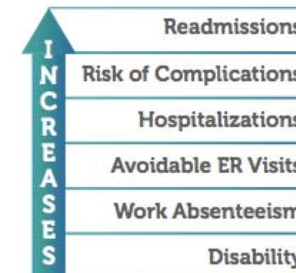 INCREASES
Readmissions
Risk of Complications
Hospitalizations
Avoidable ER Visits
Work Absenteeism
Disability